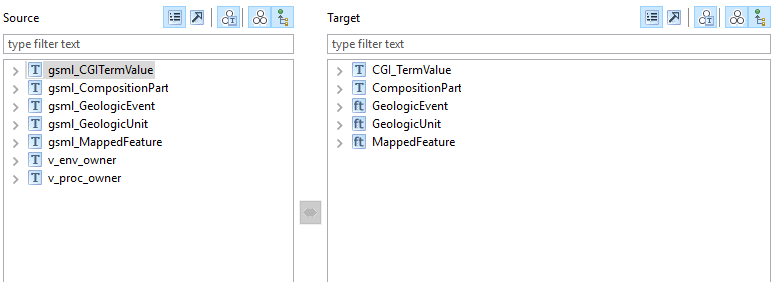 Source
type filter text
T gsml_CGITermValue
T gsml_CompositionPart
T gsml_GeologicEvent
T gsml_GeologicUnit
T gsml_MappedFeature
T v_env_owner
T v_proc_owner
Target
type filter text
T CGI_TermValue
T CompositionPart
ft GeologicEvent
ft GeologicUnit
ft MappedFeature